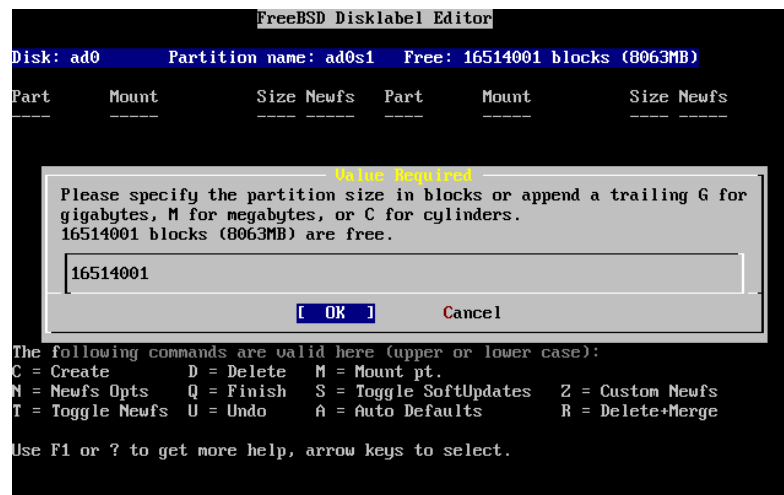 FreeBSD Disklabel Editor
Disk: ad0 Partition name: ad0s1 Free: 16514001 blocks (8063MB)
Part Mount Size Newfs Part Mount Size Newfs
---- ----- ---- ----- ---- ----- ---- -----
Value Required
Please specify the partition size in blocks or append a trailing G for
gigabytes, M for megabytes, or C for cylinders.
16514001 blocks (8063MB) are free.
16514001
[ OK ] Cancel
The following commands are valid here (upper or lower case):
C = Create D = Delete M = Mount pt.
N = Newfs Opts Q = Finish S = Toggle SoftUpdates Z = Custom Newfs
T = Toggle Newfs U = Undo A = Auto Defaults R = Delete+Merge
Use F1 or ? to get more help, arrow keys to select.